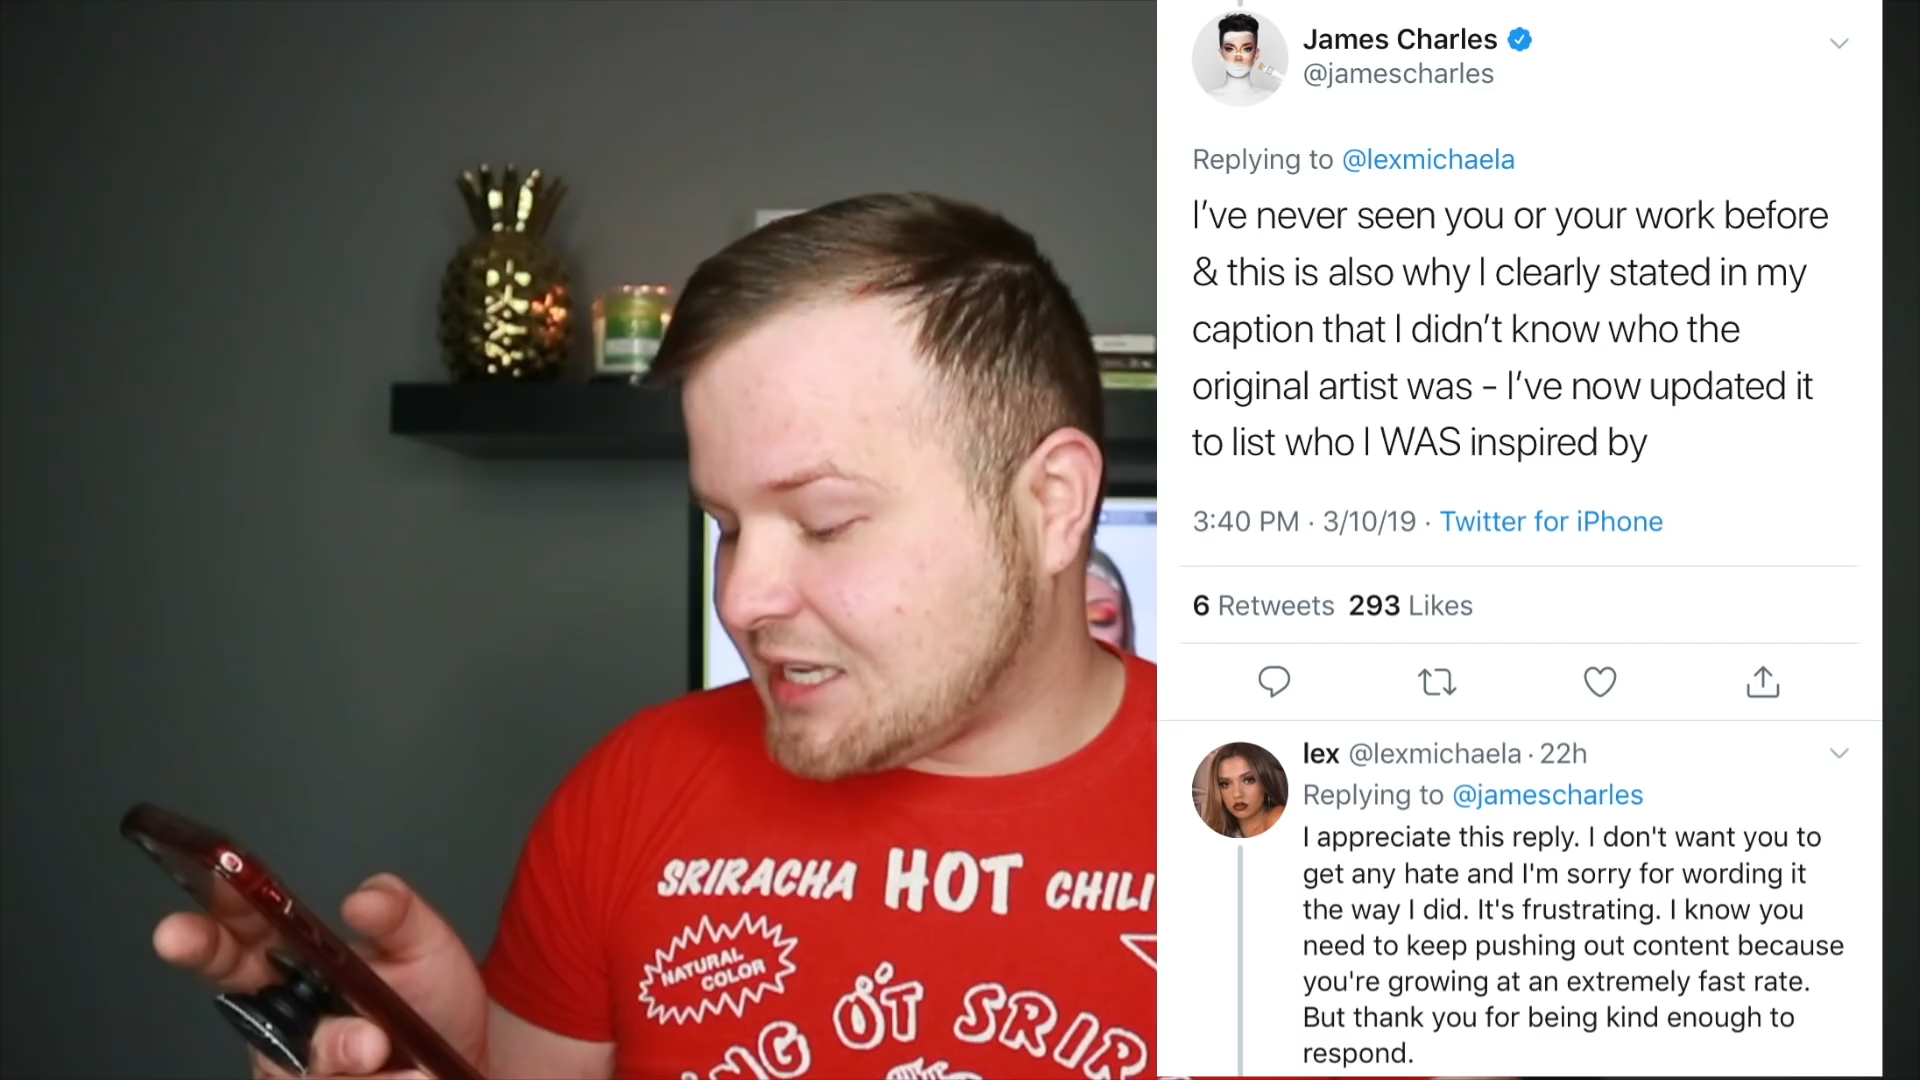 James Charles
@jamescharles
Replying to @lexmichaela
I've never seen you or your work before
& this is also why I clearly stated in my
caption that I didn't know who the
original artist was - I've now updated it
to list who I WAS inspired by
3:40 PM · 3/10/19 · Twitter for iPhone
6 Retweets 293 Likes
lex @lexmichaela · 22h
Replying to @jamescharles
I appreciate this reply. I don't want you to
get any hate and I'm sorry for wording it
the way I did. It's frustrating. I know you
need to keep pushing out content because
you're growing at an extremely fast rate.
But thank you for being kind enough to
respond.
SRIRACHA HOT CHILI
NATURAL
COLOR